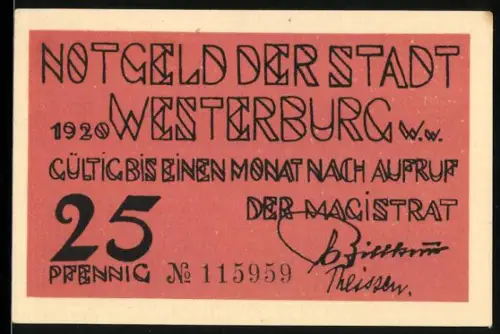 NOTGELD DER STADT
1920 WESTERBURG W.W.
GÜLTIG BIS EINEN MONAT NACH AUFRUF
DER MAGISTRAT
25
PFENNIG № 115959
Theissen.